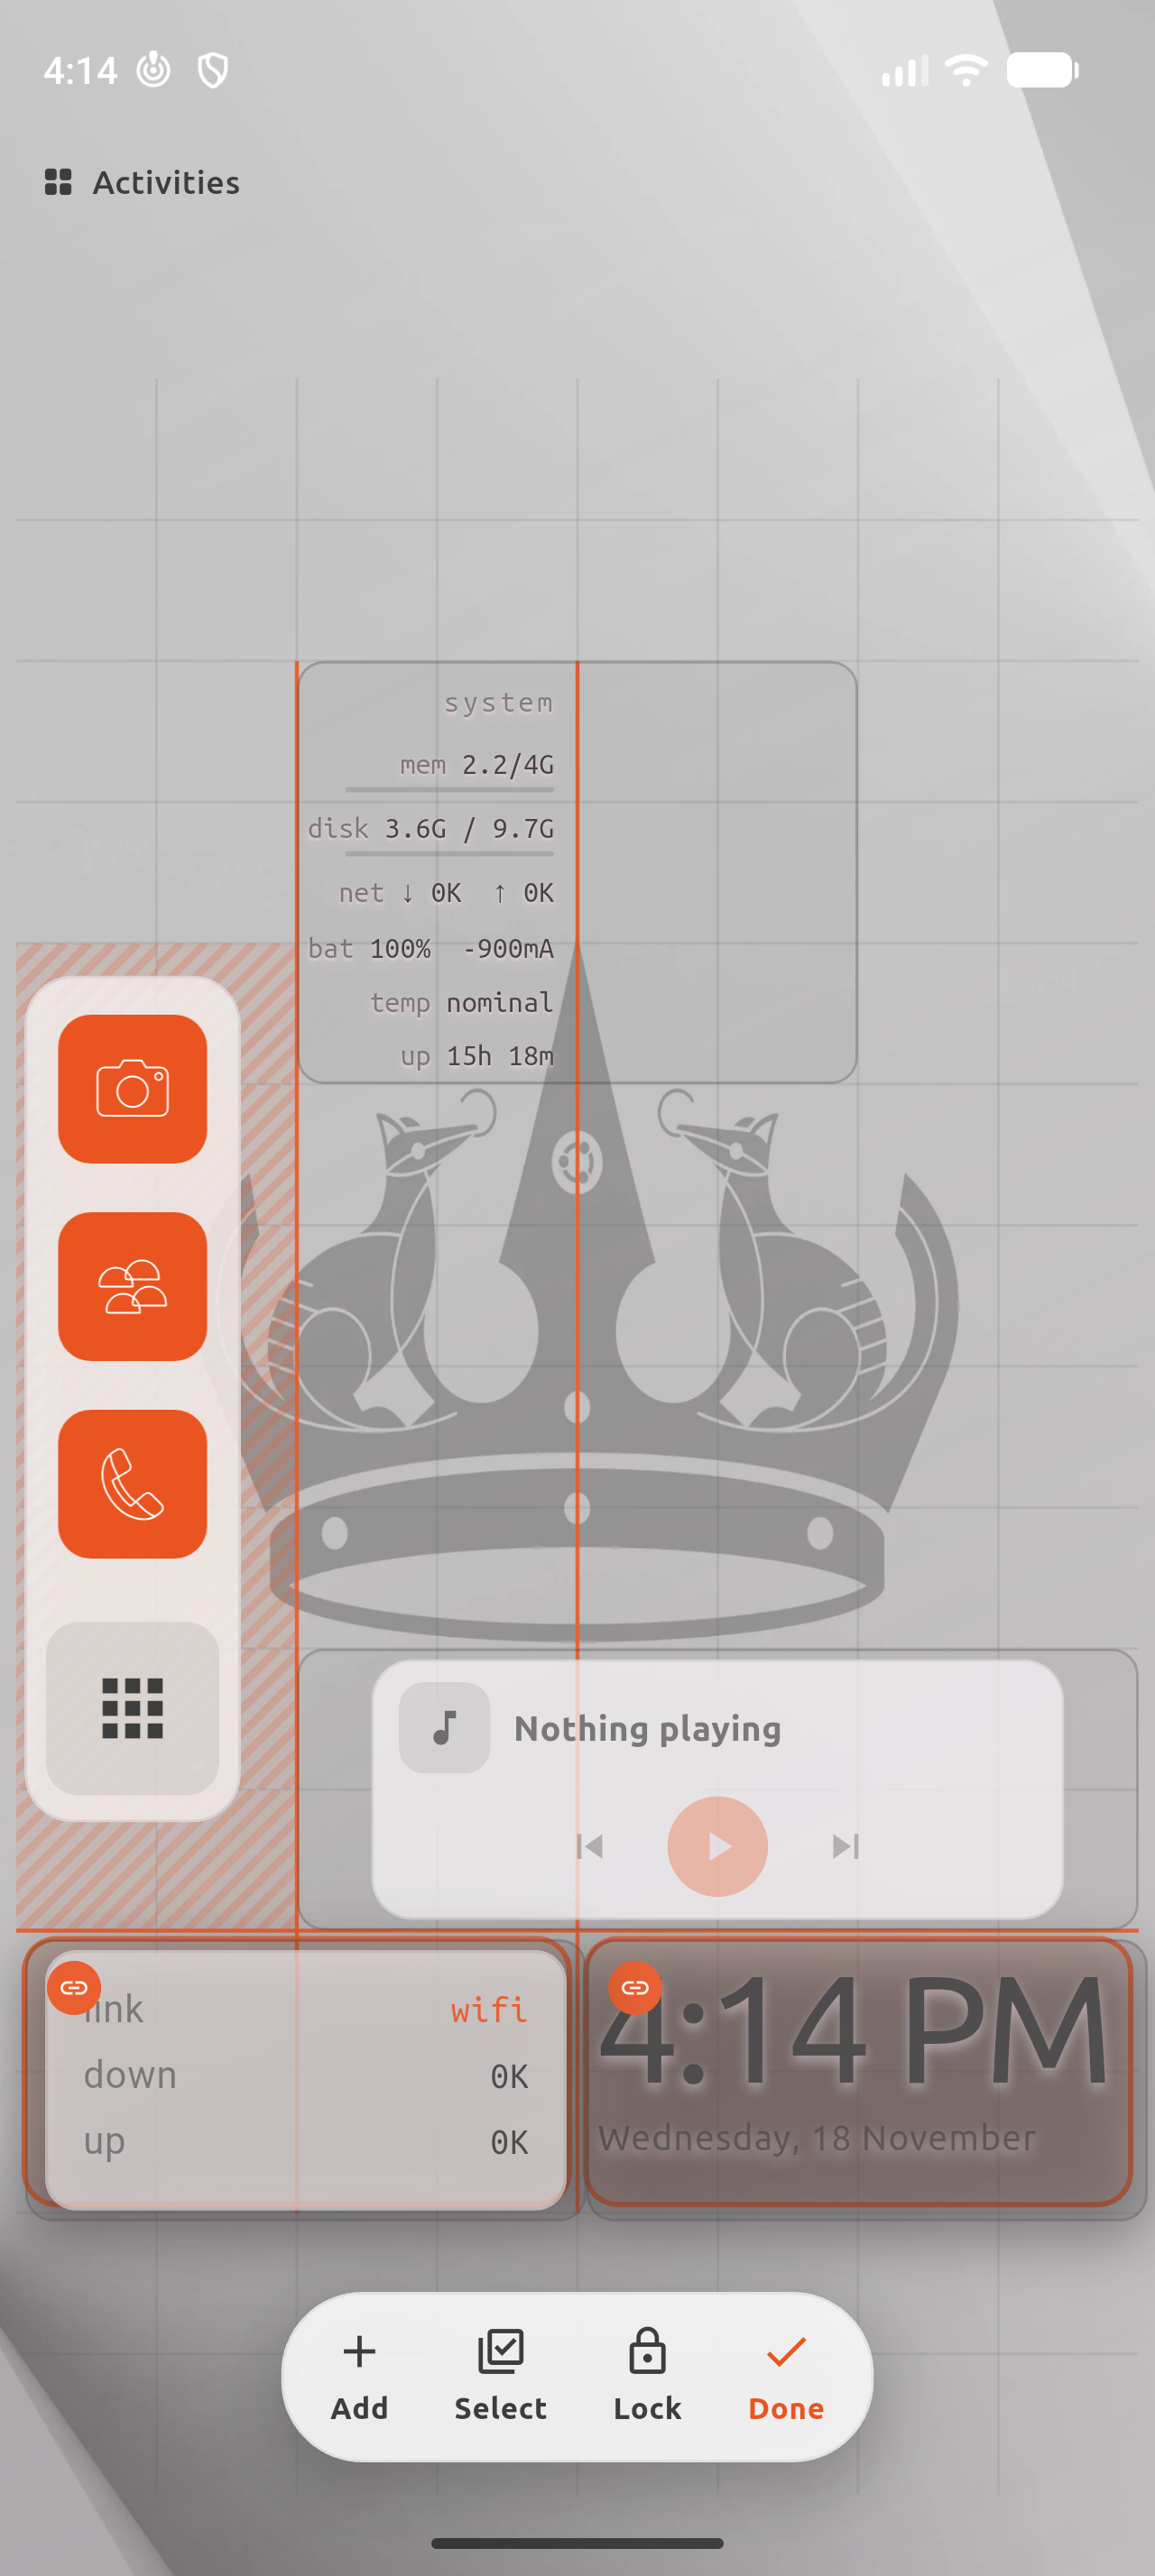 4:14
Activities
system
mem 2.2/4G
disk 3.6G / 9.7G
net ↓ 0K ↑ 0K
bat 100% -900mA
temp nominal
up 15h 18m
Nothing playing
link wifi
down 0K
up 0K
4:14 PM
Wednesday, 18 November
Add Select Lock Done